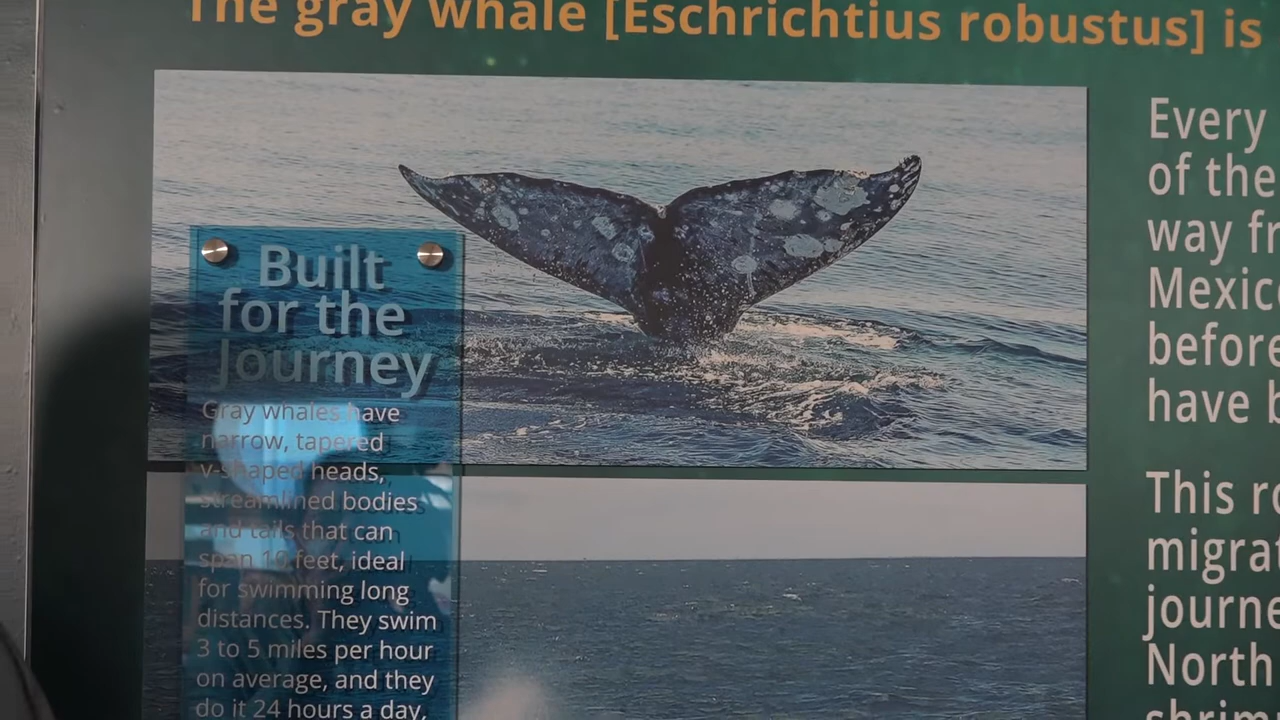 The gray whale [Eschrichtius robustus] is
Built
for the
Journey
Gray whales have
narrow, tapered
v-shaped heads,
streamlined bodies
and tails that can
span 10 feet, ideal
for swimming long
distances. They swim
3 to 5 miles per hour
on average, and they
do it 24 hours a day,
Every
of the
way fr
Mexic
before
have b
This ro
migrat
journe
North
shrim